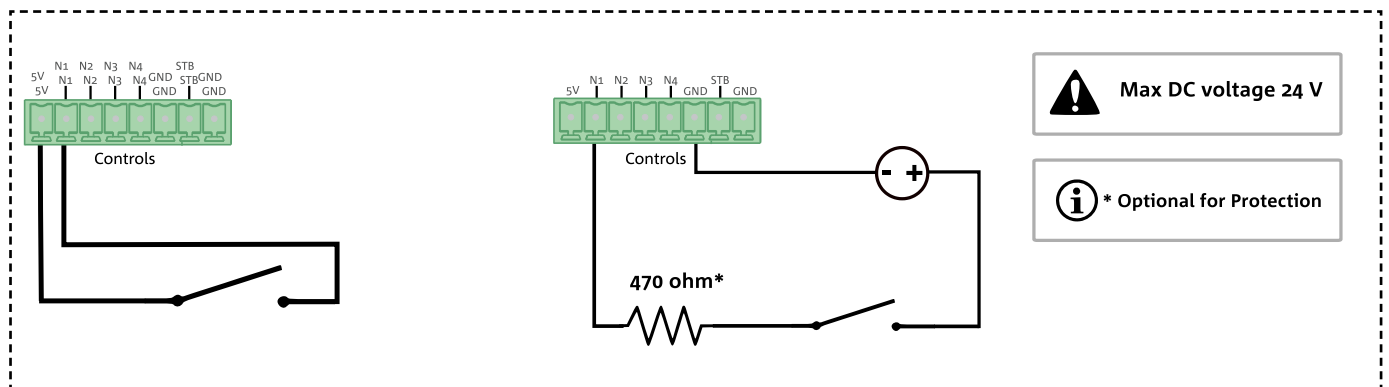 N1 N2 N3 N4 STB
5V GND GND
N1 N2 N3 N4 STB
5V GND GND
Controls
N1 N2 N3 N4 STB
5V GND GND
Controls
- +
470 ohm*
Max DC voltage 24 V
i * Optional for Protection